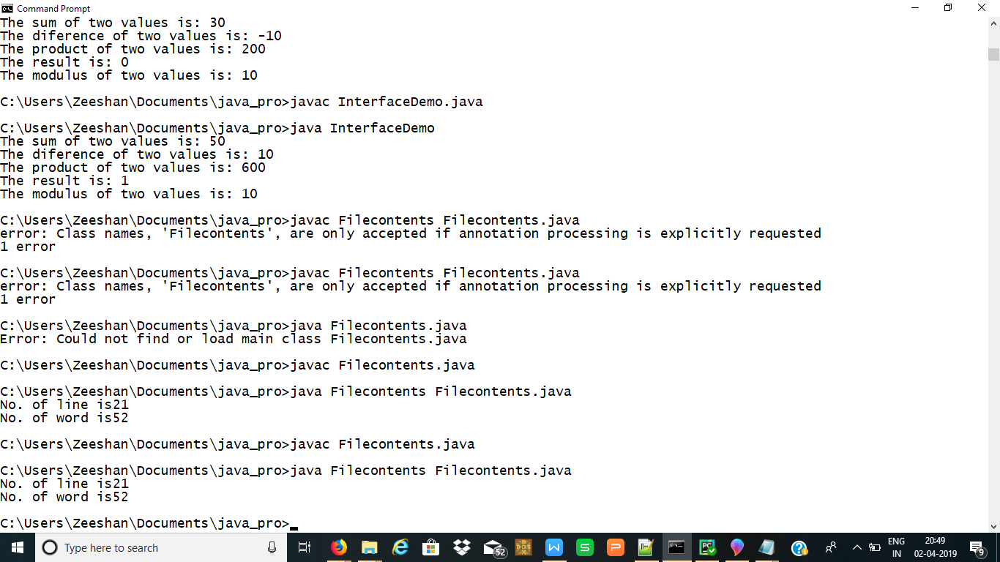 Command Prompt
The sum of two values is: 30
The diference of two values is: -10
The product of two values is: 200
The result is: 0
The modulus of two values is: 10
C:\Users\Zeeshan\Documents\java_pro>javac InterfaceDemo.java
C:\Users\Zeeshan\Documents\java_pro>java InterfaceDemo
The sum of two values is: 50
The diference of two values is: 10
The product of two values is: 600
The result is: 1
The modulus of two values is: 10
C:\Users\Zeeshan\Documents\java_pro>javac Filecontents Filecontents.java
error: Class names, 'Filecontents', are only accepted if annotation processing is explicitly requested
1 error
C:\Users\Zeeshan\Documents\java_pro>javac Filecontents Filecontents.java
error: Class names, 'Filecontents', are only accepted if annotation processing is explicitly requested
1 error
C:\Users\Zeeshan\Documents\java_pro>java Filecontents.java
Error: Could not find or load main class Filecontents.java
C:\Users\Zeeshan\Documents\java_pro>javac Filecontents.java
C:\Users\Zeeshan\Documents\java_pro>java Filecontents Filecontents.java
No. of line is21
No. of word is52
C:\Users\Zeeshan\Documents\java_pro>javac Filecontents.java
C:\Users\Zeeshan\Documents\java_pro>java Filecontents Filecontents.java
No. of line is21
No. of word is52
C:\Users\Zeeshan\Documents\java_pro>
Type here to search
52
W
S
P
PC
ENG
IN
20:49
02-04-2019
9